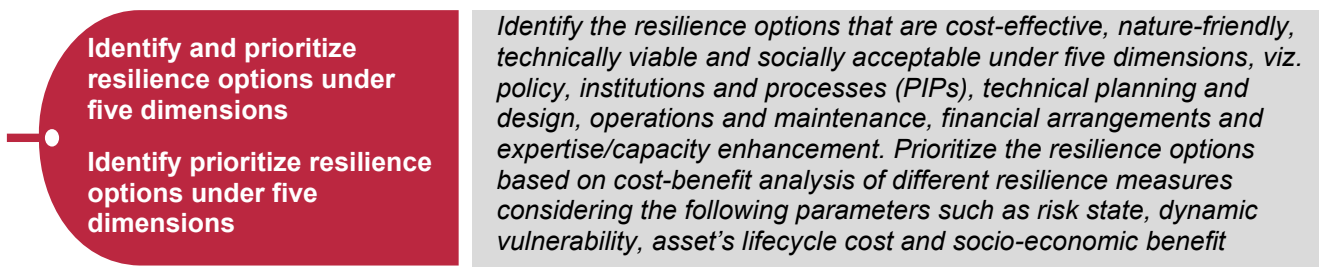 Identify and prioritize
resilience options under
five dimensions
Identify prioritize resilience
options under five
dimensions
Identify the resilience options that are cost-effective, nature-friendly,
technically viable and socially acceptable under five dimensions, viz.
policy, institutions and processes (PIPs), technical planning and
design, operations and maintenance, financial arrangements and
expertise/capacity enhancement. Prioritize the resilience options
based on cost-benefit analysis of different resilience measures
considering the following parameters such as risk state, dynamic
vulnerability, asset's lifecycle cost and socio-economic benefit